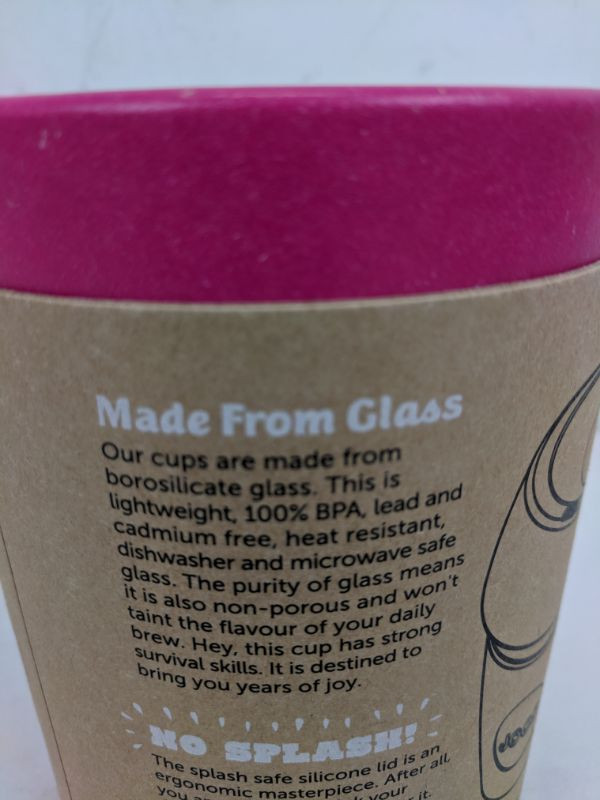 Made From Glass
Our cups are made from
borosilicate glass. This is
lightweight, 100% BPA, lead and
cadmium free, heat resistant,
dishwasher and microwave safe
glass. The purity of glass means
it is also non-porous and won't
taint the flavour of your daily
brew. Hey, this cup has strong
survival skills. It is destined to
bring you years of joy.
NO SPLASH!
The splash safe silicone lid is an
ergonomic masterpiece. After all,
you your
it.